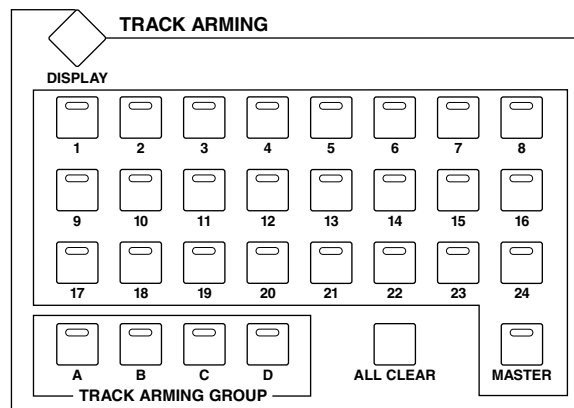 TRACK ARMING
DISPLAY
1 2 3 4 5 6 7 8
9 10 11 12 13 14 15 16
17 18 19 20 21 22 23 24
A B C D ALL CLEAR MASTER
TRACK ARMING GROUP